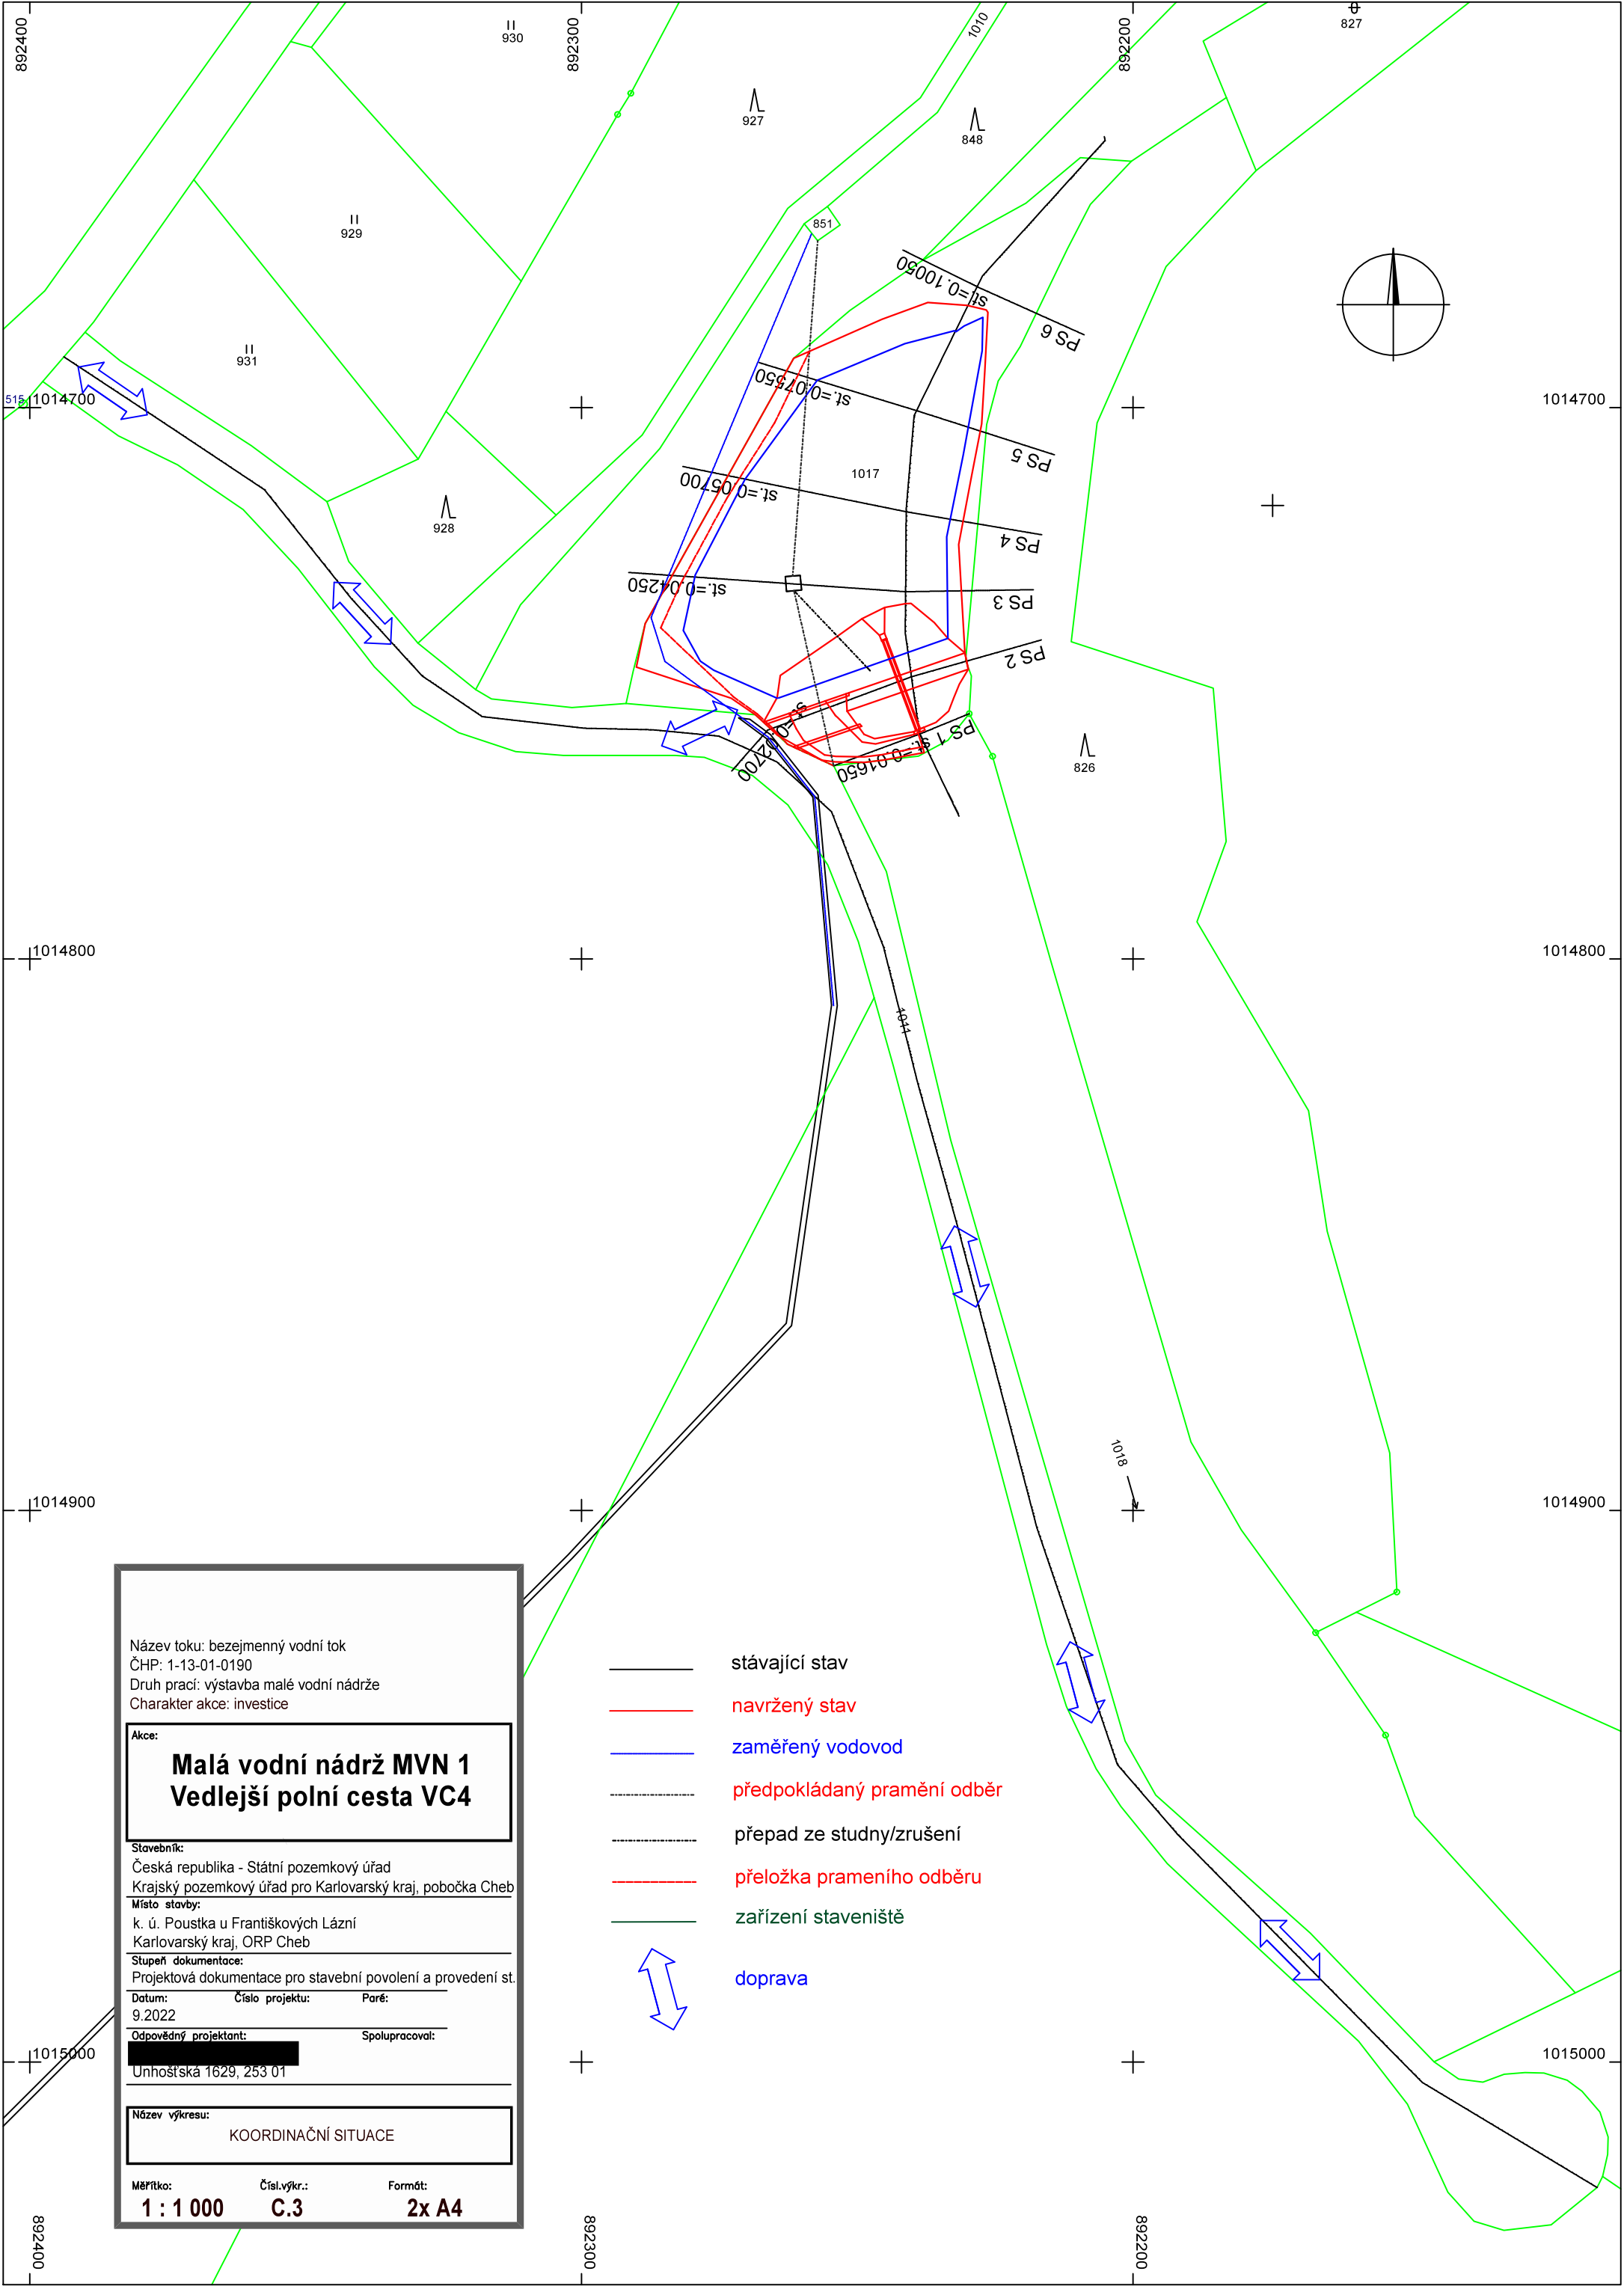 892400
892300
892200
930
1010
827
927
848
929
851
st.=0.10050
PS 6
931
515
1014700
1014700
st.=0.07550
PS 5
1017
st.=0.05700
PS 4
928
st.=0.04250
PS 3
PS 2
st.=0.02700
PS 1 st.=0.01650
826
1014800
1014800
1011
1018
1014900
1014900
Název toku: bezejmenný vodní tok
ČHP: 1-13-01-0190
Druh prací: výstavba malé vodní nádrže
Charakter akce: investice
Akce:
Malá vodní nádrž MVN 1
Vedlejší polní cesta VC4
Stavebník:
Česká republika - Státní pozemkový úřad
Krajský pozemkový úřad pro Karlovarský kraj, pobočka Cheb
Místo stavby:
k. ú. Poustka u Františkových Lázní
Karlovarský kraj, ORP Cheb
Stupeň dokumentace:
Projektová dokumentace pro stavební povolení a provedení st.
Datum: Číslo projektu: Paré:
9.2022
Odpovědný projektant: Spolupracoval:
Unhošťská 1629, 253 01
Název výkresu:
KOORDINAČNÍ SITUACE
Měřítko: Čísl.výkr.: Formát:
1 : 1 000 C.3 2x A4
stávající stav
navržený stav
zaměřený vodovod
předpokládaný pramění odběr
přepad ze studny/zrušení
přeložka prameního odběru
zařízení staveniště
doprava
1015000
1015000
892400
892300
892200